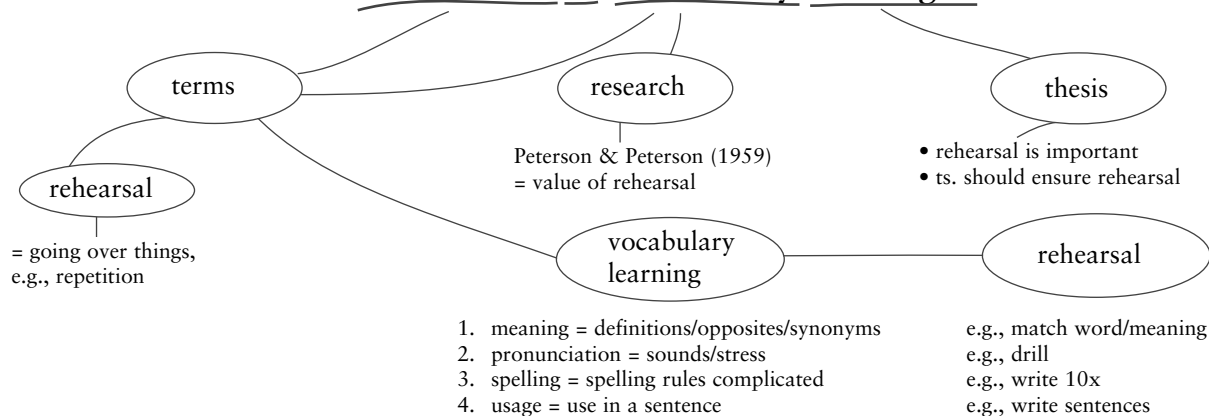 terms
research
thesis
Peterson & Peterson (1959)
= value of rehearsal
• rehearsal is important
• ts. should ensure rehearsal
rehearsal
= going over things,
e.g., repetition
vocabulary
learning
rehearsal
1. meaning = definitions/opposites/synonyms
2. pronunciation = sounds/stress
3. spelling = spelling rules complicated
4. usage = use in a sentence
e.g., match word/meaning
e.g., drill
e.g., write 10x
e.g., write sentences